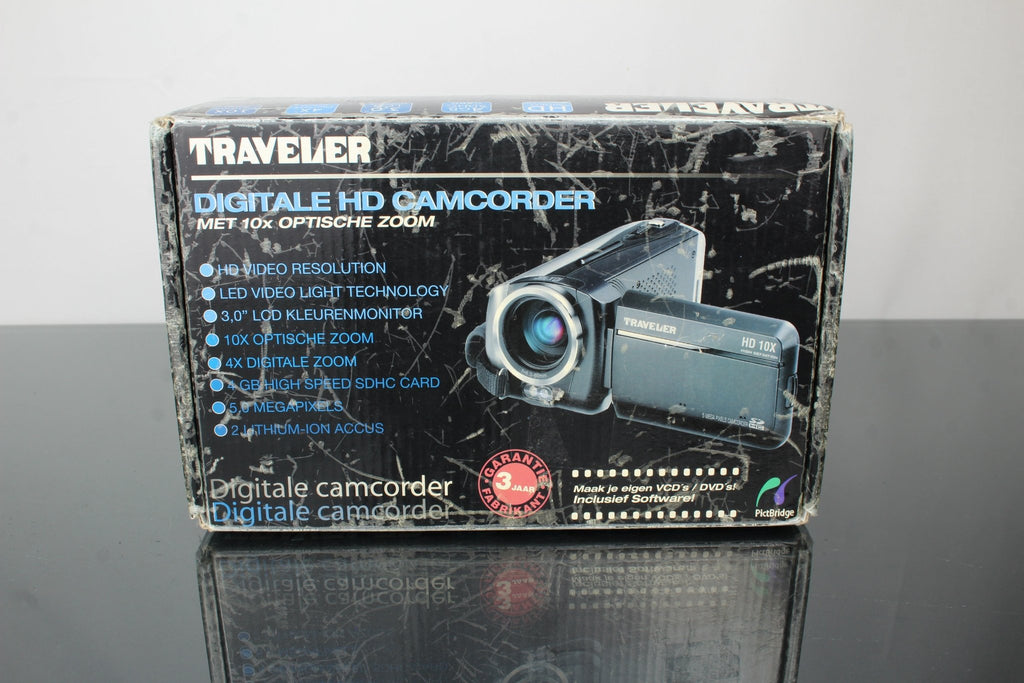 TRAVELER
HD
TRAVELER
DIGITALE HD CAMCORDER
MET 10x OPTISCHE ZOOM
HD VIDEO RESOLUTION
LED VIDEO LIGHT TECHNOLOGY
3,0" LCD KLEURENMONITOR
10X OPTISCHE ZOOM
4X DIGITALE ZOOM
4 GB HIGH SPEED SDHC CARD
5.0 MEGAPIXELS
2 LITHIUM-ION ACCUS
TRAVELER
HD 10X
Digitale camcorder
Digitale camcorder
GARANTIE
3 JAAR
FABRIKANT
Maak je eigen VCD's / DVD's!
Inclusief Software!
PictBridge